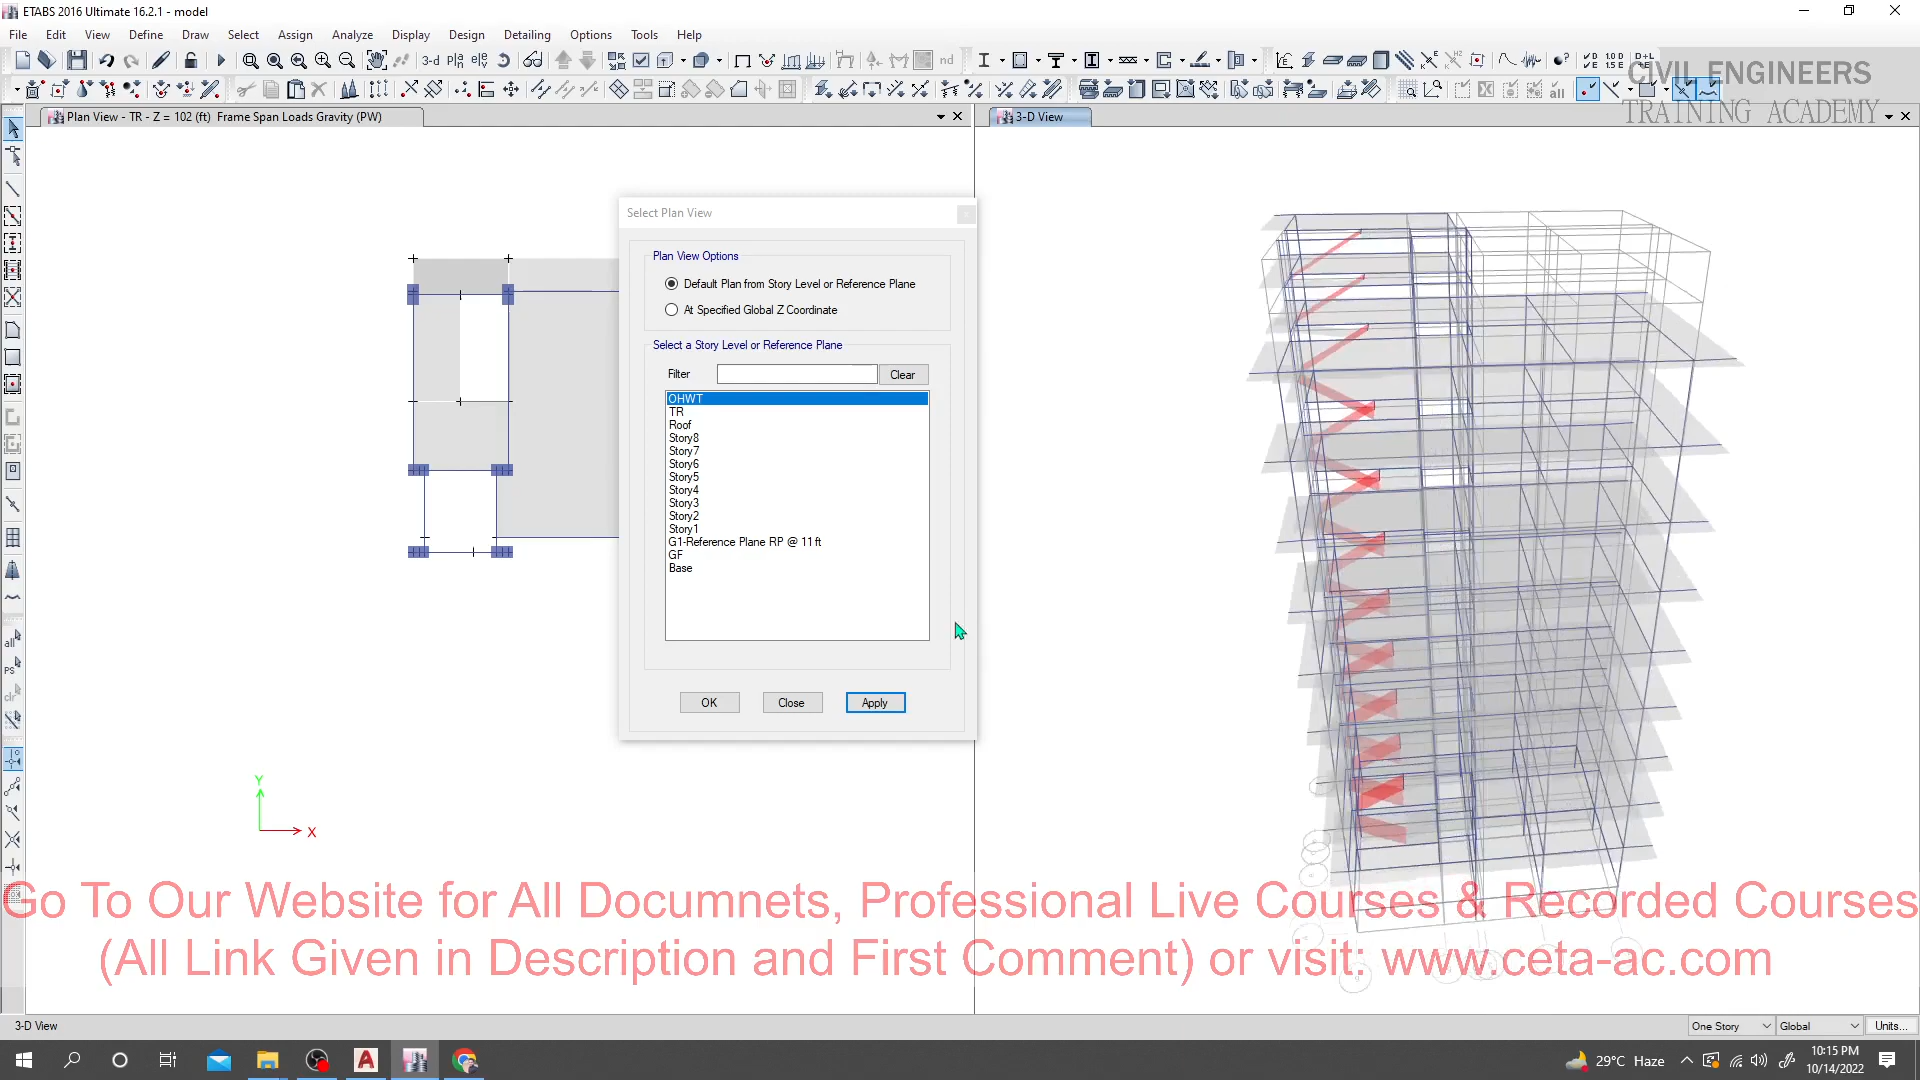 ETABS 2016 Ultimate 16.2.1 - model
File Edit View Define Draw Select Assign Analyze Display Design Detailing Options Tools Help
3-d
nd
all
CIVIL ENGINEERS
TRAINING ACADEMY
Plan View - TR - Z = 102 (ft) Frame Span Loads Gravity (PW)
3-D View
Select Plan View
Plan View Options
Default Plan from Story Level or Reference Plane
At Specified Global Z Coordinate
Select a Story Level or Reference Plane
Filter
Clear
OHWT
TR
Roof
Story8
Story7
Story6
Story5
Story4
Story3
Story2
Story1
G1-Reference Plane RP @ 11 ft
GF
Base
OK Close Apply
all
PS
clr
Y
X
Go To Our Website for All Documnets, Professional Live Courses & Recorded Courses
(All Link Given in Description and First Comment) or visit: www.ceta-ac.com
3-D View
One Story Global Units...
29°C Haze
10:15 PM
10/14/2022